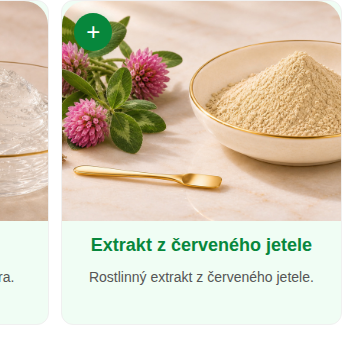 +
Extrakt z červeného jetele
Rostlinný extrakt z červeného jetele.
ra.